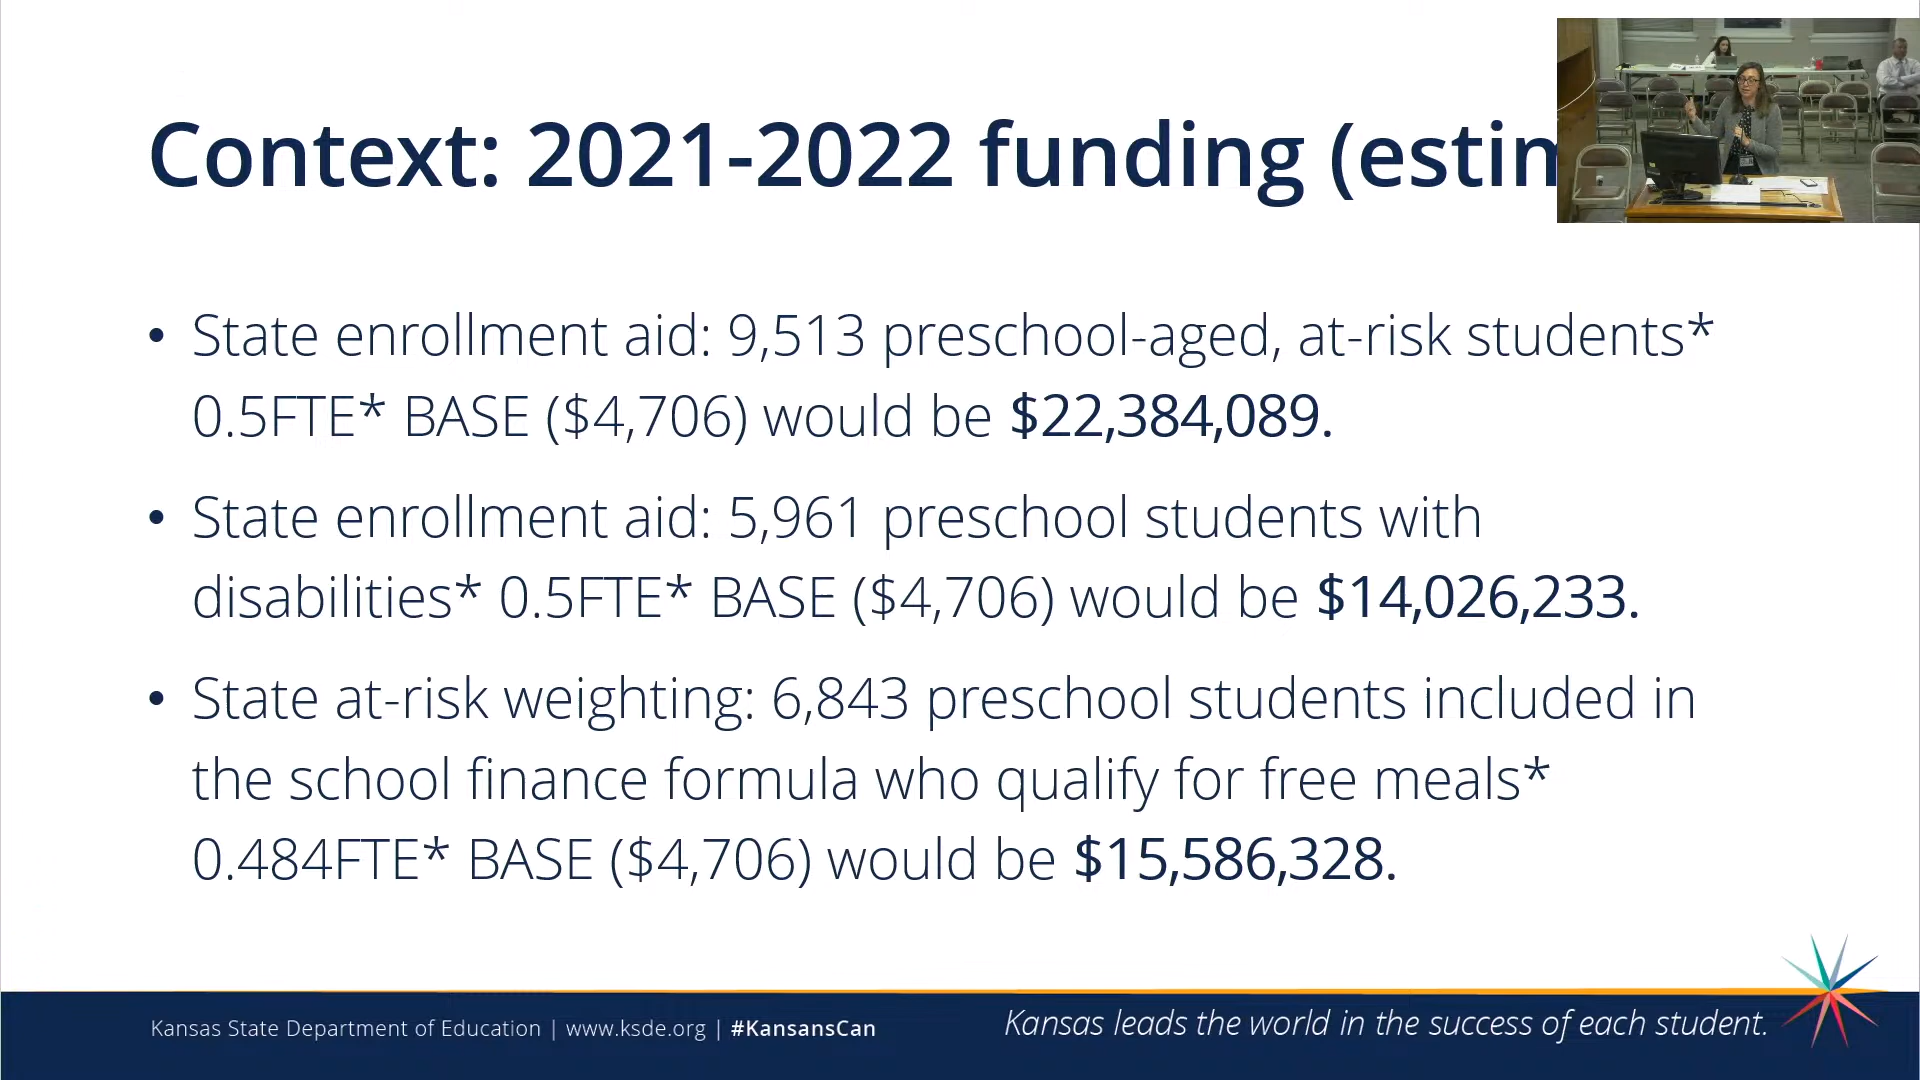 Context: 2021-2022 funding (estim
• State enrollment aid: 9,513 preschool-aged, at-risk students*
0.5FTE* BASE ($4,706) would be $22,384,089.
• State enrollment aid: 5,961 preschool students with
disabilities* 0.5FTE* BASE ($4,706) would be $14,026,233.
• State at-risk weighting: 6,843 preschool students included in
the school finance formula who qualify for free meals*
0.484FTE* BASE ($4,706) would be $15,586,328.
Kansas State Department of Education | www.ksde.org | #KansansCan
Kansas leads the world in the success of each student.